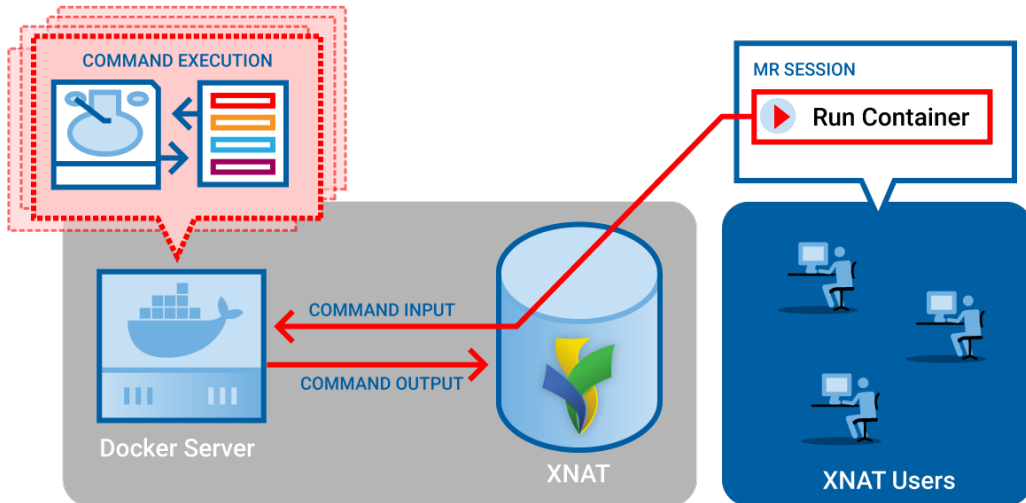 COMMAND EXECUTION
MR SESSION
Run Container
COMMAND INPUT
COMMAND OUTPUT
Docker Server
XNAT
XNAT Users